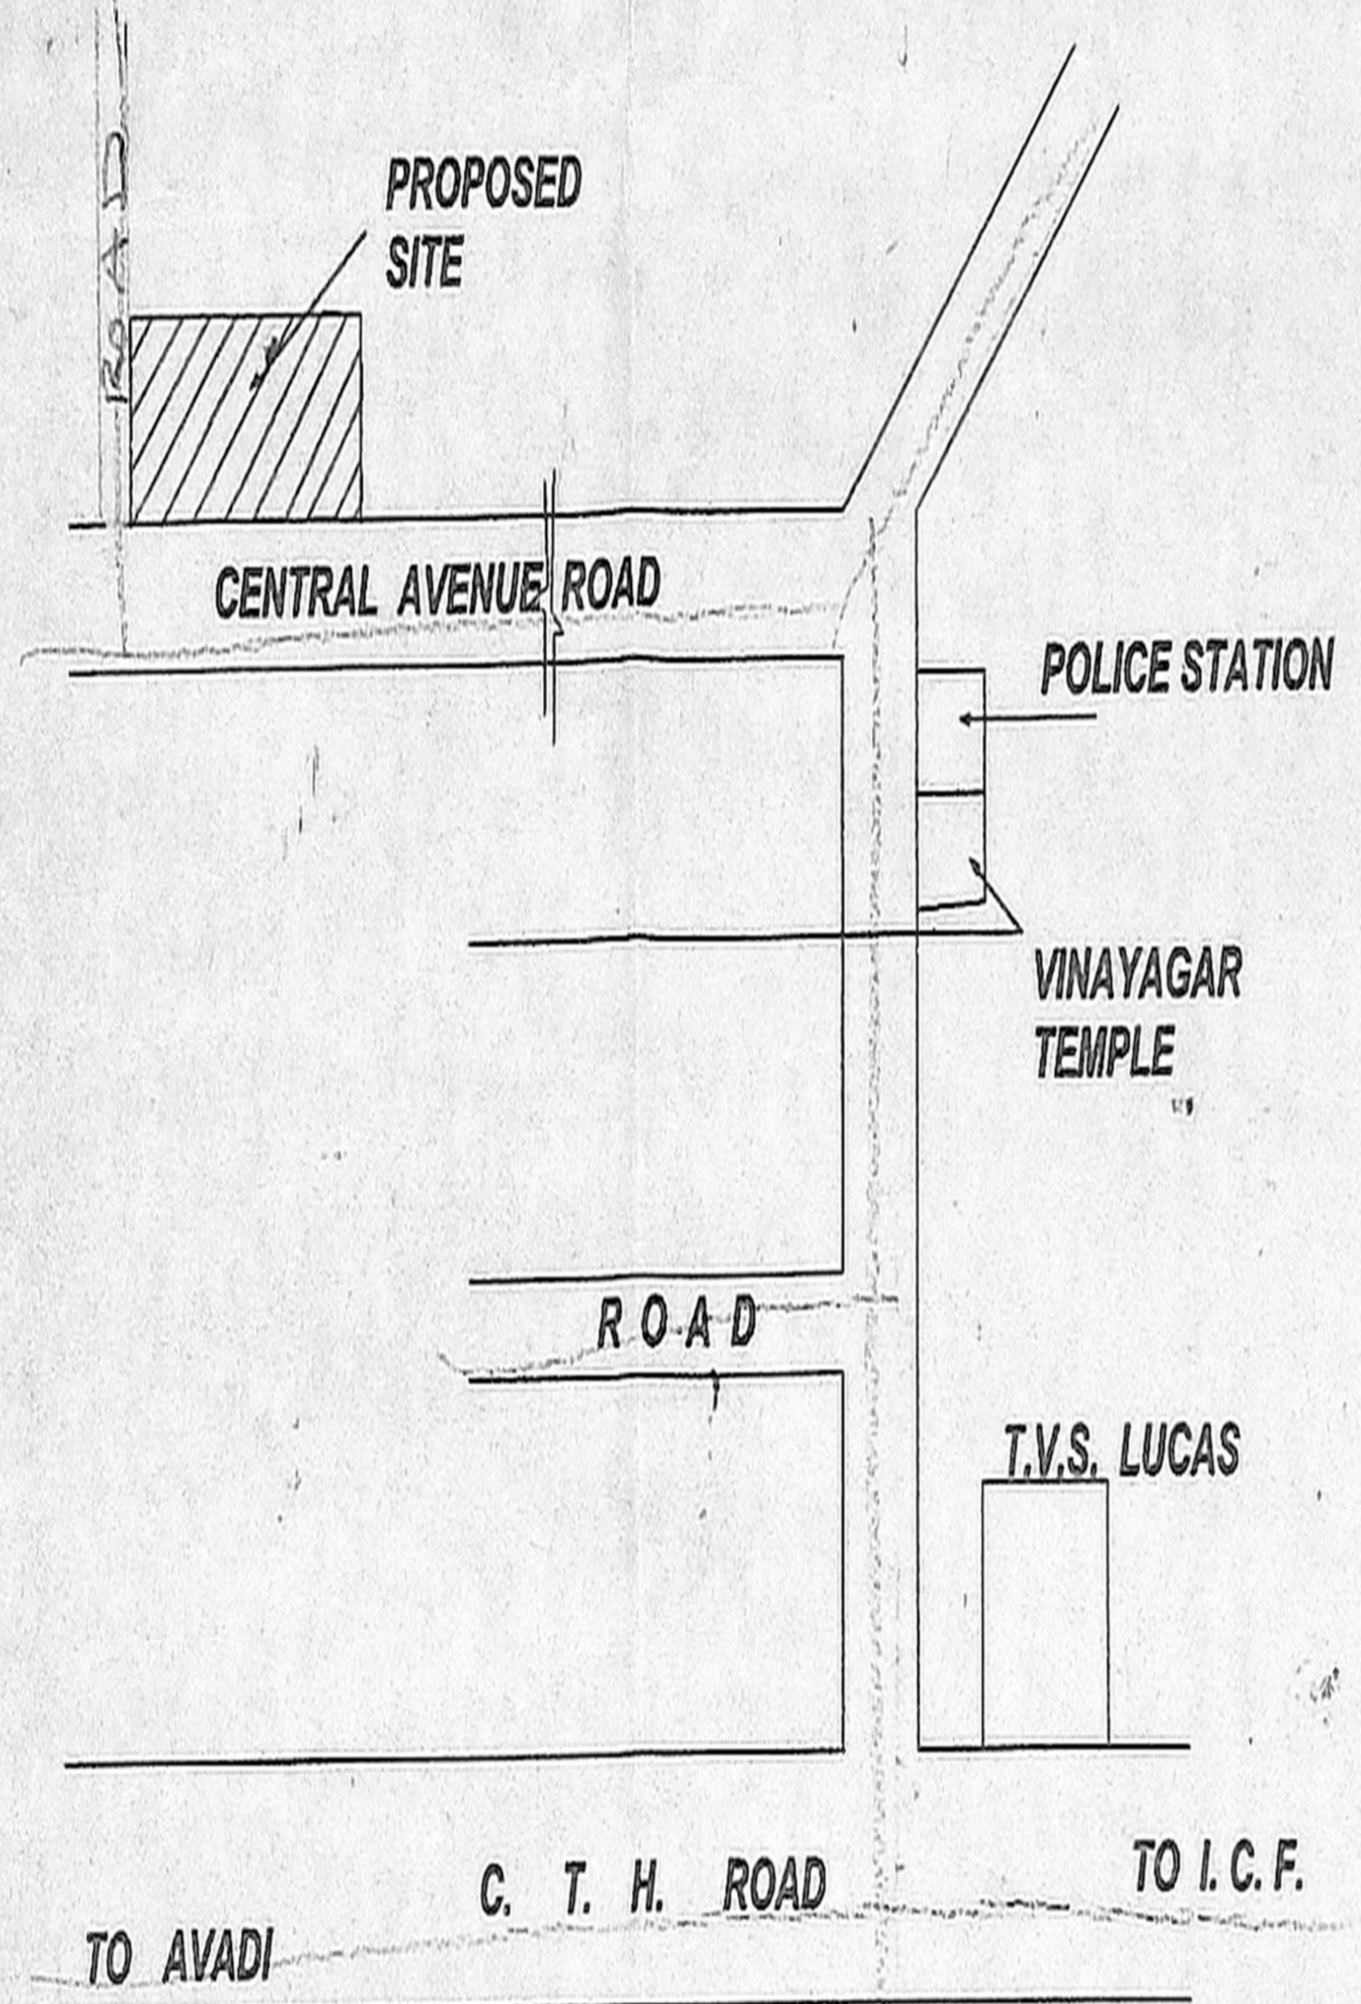 ROAD
PROPOSED
SITE
CENTRAL AVENUE ROAD
POLICE STATION
VINAYAGAR
TEMPLE
ROAD
T.V.S. LUCAS
TO I. C. F.
C. T. H. ROAD
TO AVADI